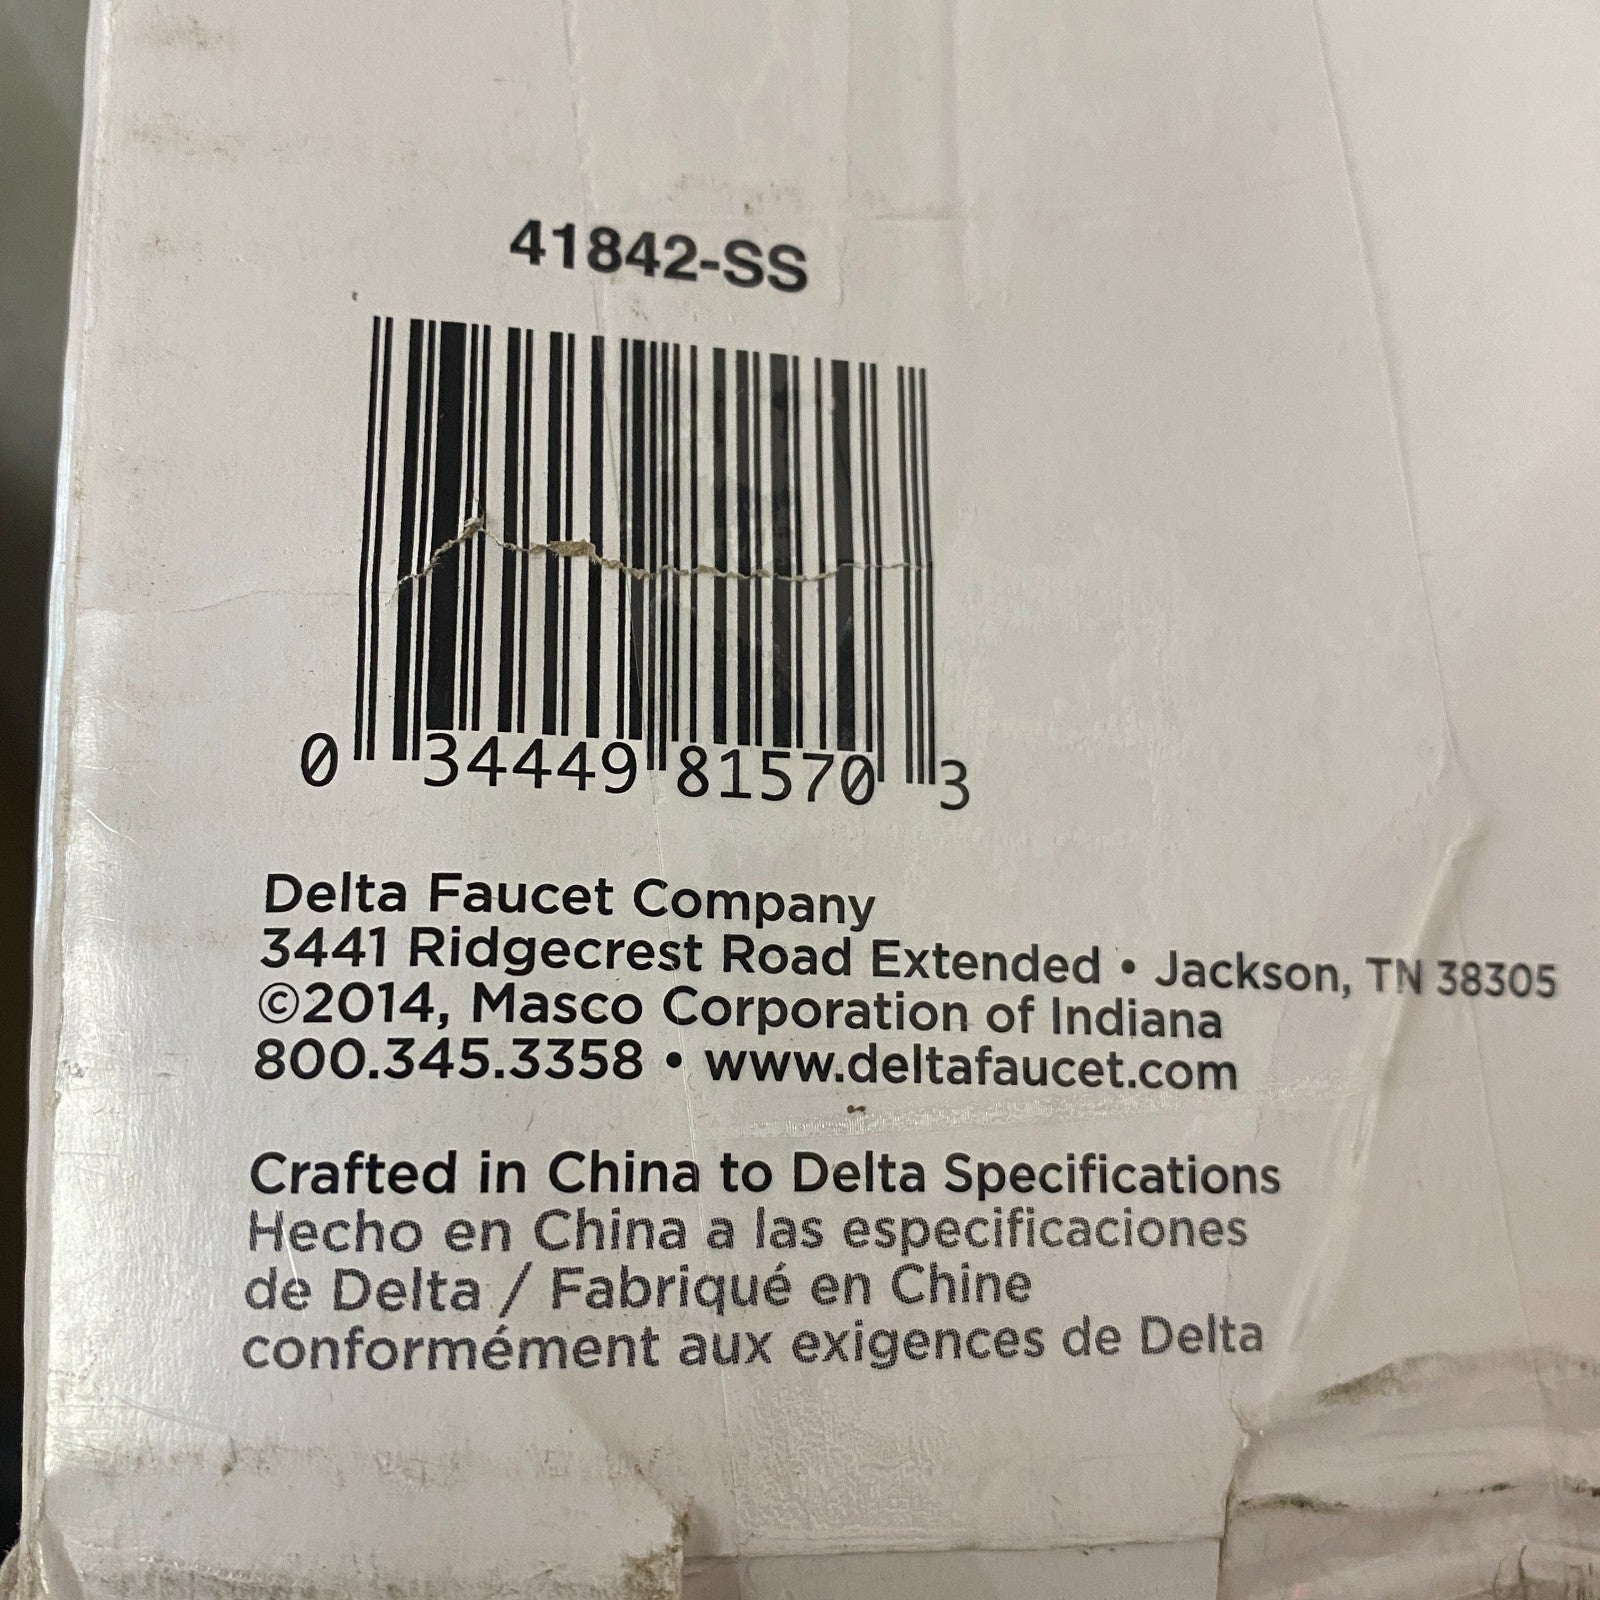 41842-SS
0 34449 81570 3
Delta Faucet Company
3441 Ridgecrest Road Extended • Jackson, TN 38305
©2014, Masco Corporation of Indiana
800.345.3358 • www.deltafaucet.com
Crafted in China to Delta Specifications
Hecho en China a las especificaciones
de Delta / Fabriqué en Chine
conformément aux exigences de Delta